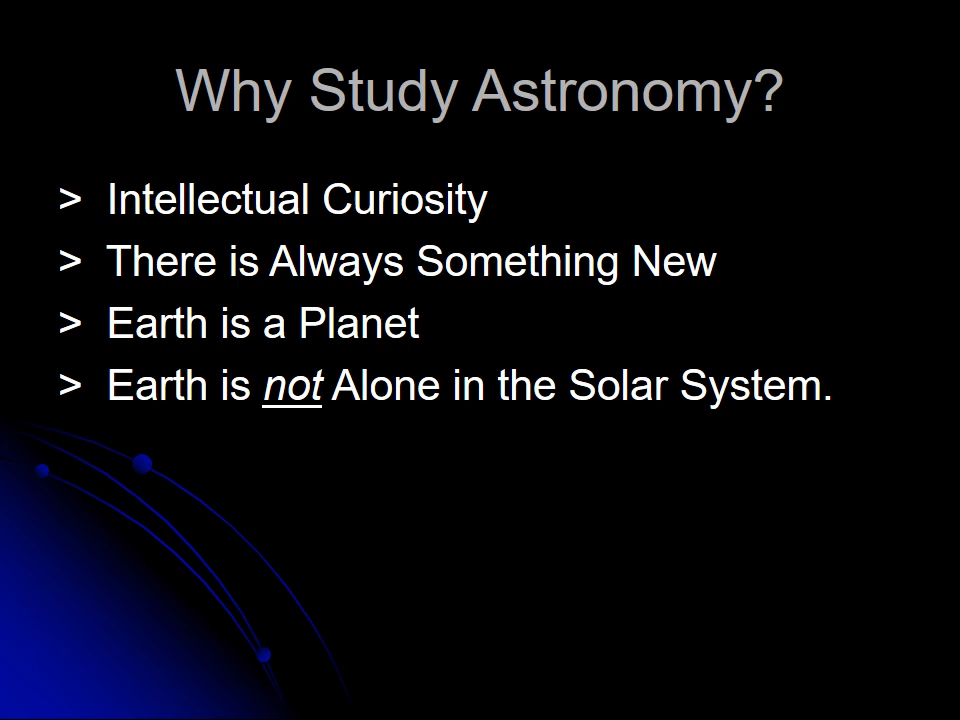 Why Study Astronomy?
> Intellectual Curiosity
> There is Always Something New
> Earth is a Planet
> Earth is not Alone in the Solar System.